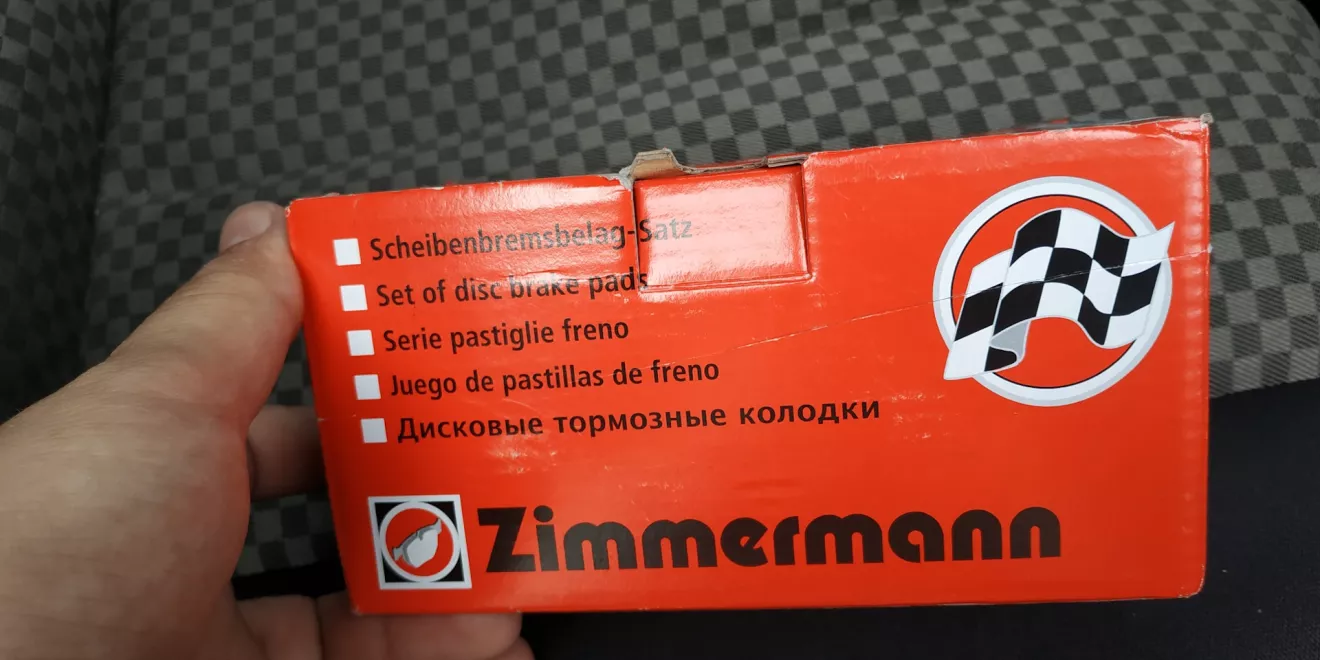 Scheibenbremsbelag-Satz
Set of disc brake pads
Serie pastiglie freno
Juego de pastillas de freno
Дисковые тормозные колодки
Zimmermann